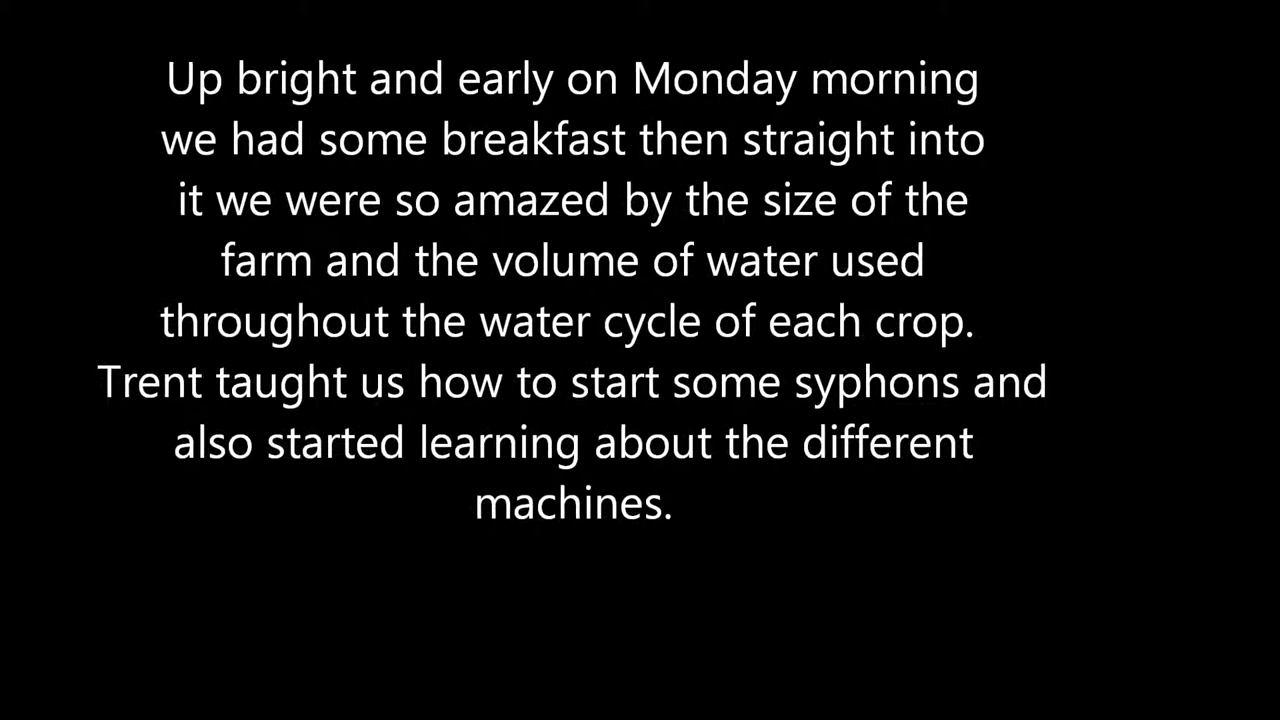 Up bright and early on Monday morning
we had some breakfast then straight into
it we were so amazed by the size of the
farm and the volume of water used
throughout the water cycle of each crop.
Trent taught us how to start some syphons and
also started learning about the different
machines.